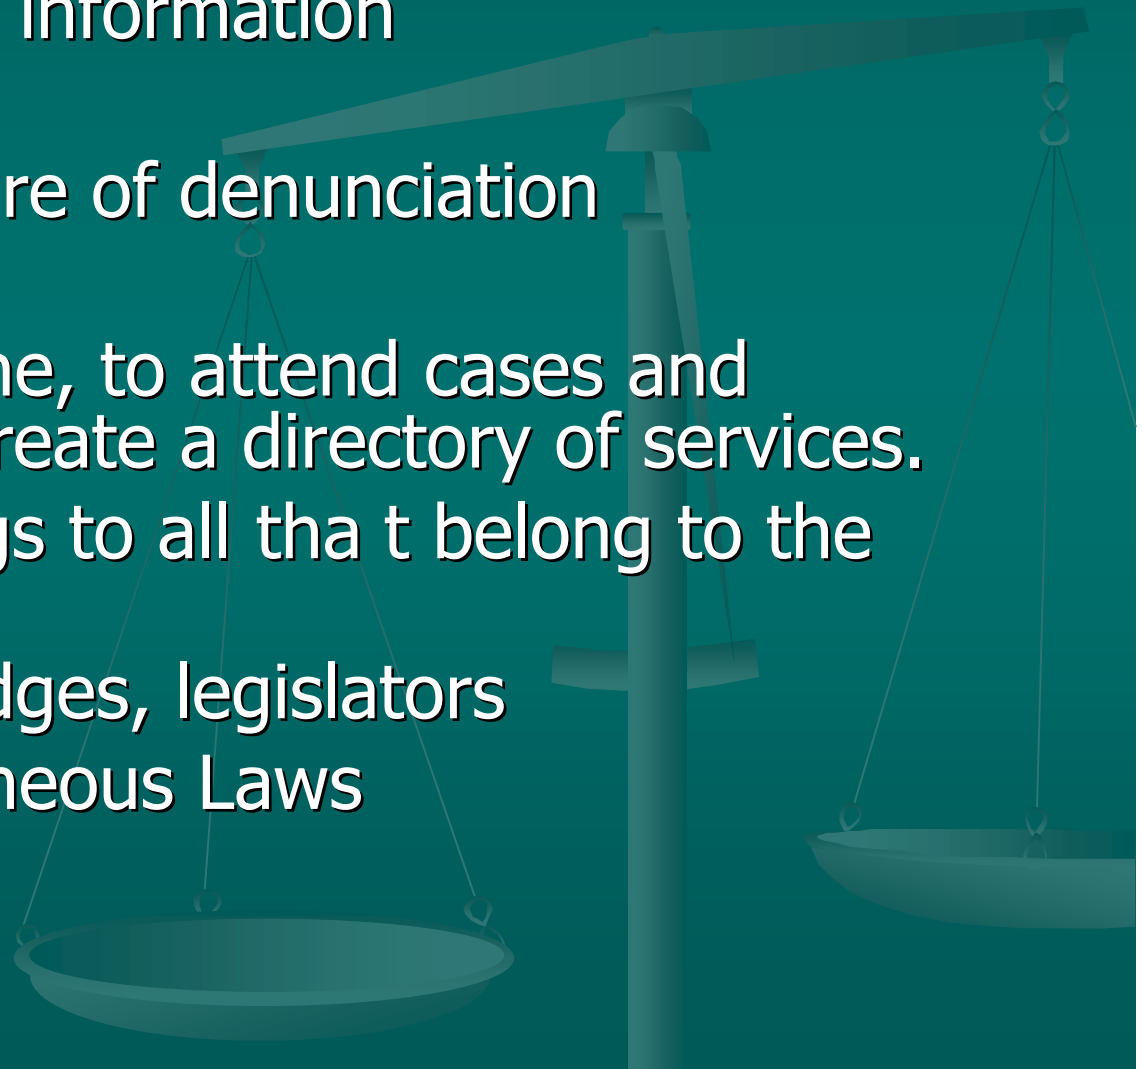 information
re of denunciation
ne, to attend cases and
reate a directory of services.
gs to all tha t belong to the
dges, legislators
neous Laws